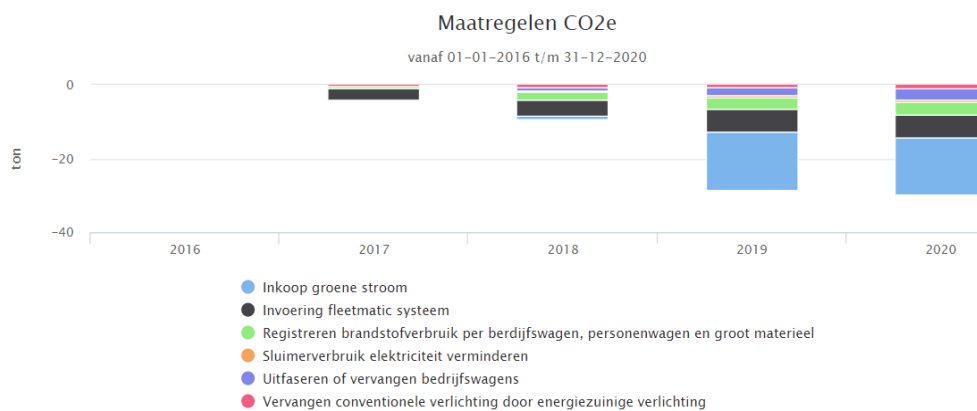 Maatregelen CO2e
vanaf 01-01-2016 t/m 31-12-2020
0
ton
-20
-40
2016 2017 2018 2019 2020
Inkoop groene stroom
Invoering fleetmatic systeem
Registreren brandstofverbruik per berdijfswagen, personenwagen en groot materieel
Sluimerverbruik elektriciteit verminderen
Uitfaseren of vervangen bedrijfswagens
Vervangen conventionele verlichting door energiezuinige verlichting